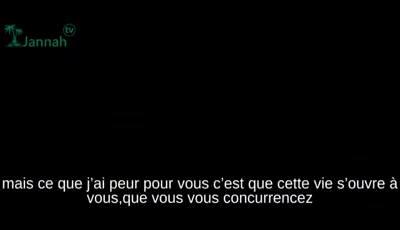 tv
Jannah
mais ce que j’ai peur pour vous c’est que cette vie s’ouvre à
vous,que vous vous concurrencez